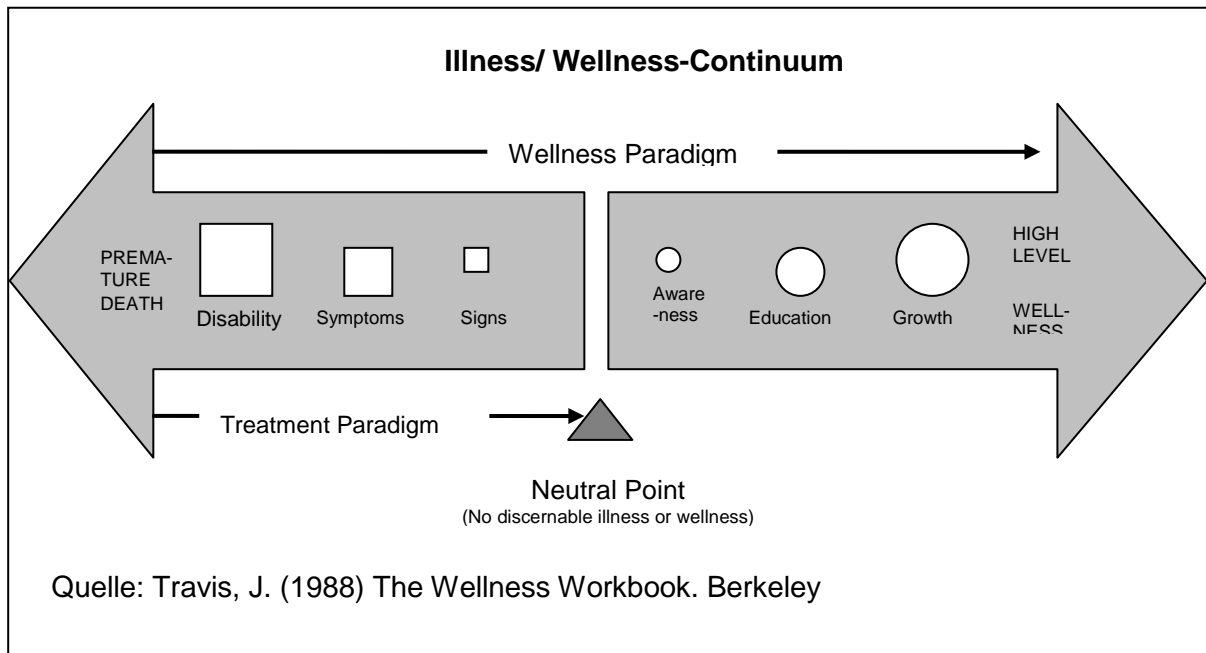 Illness/ Wellness-Continuum
Wellness Paradigm
PREMA-
TURE
DEATH
Disability
Symptoms
Signs
Aware
-ness
Education
Growth
HIGH
LEVEL
WELL-
NESS
Treatment Paradigm
Neutral Point
(No discernable illness or wellness)
Quelle: Travis, J. (1988) The Wellness Workbook. Berkeley